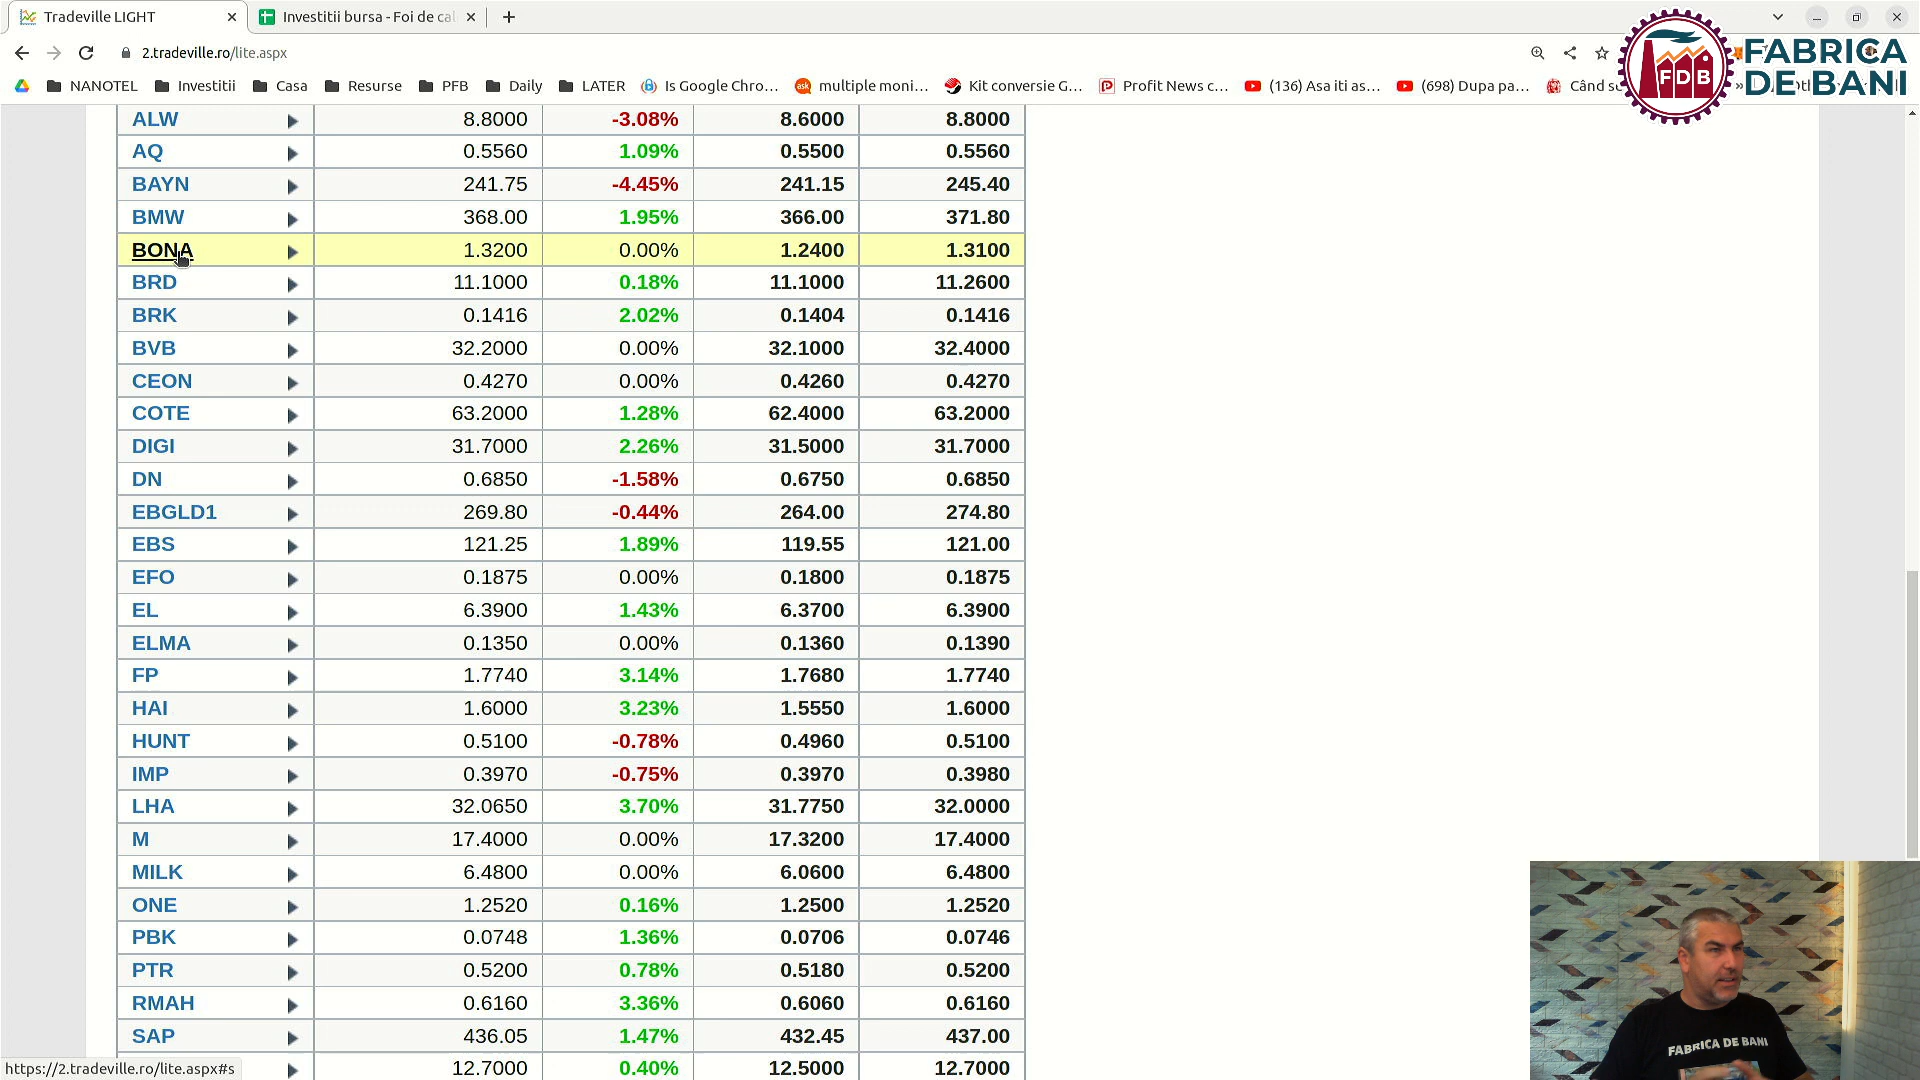 Tradeville LIGHT
Investitii bursa - Foi de cal
2.tradeville.ro/lite.aspx
FABRICA
DE BANI
FDB
NANOTEL Investitii Casa Resurse PFB Daily LATER Is Google Chro... multiple moni... Kit conversie G... Profit News c... (136) Asa iti as... (698) Dupa pa... Când s
ALW 8.8000 -3.08% 8.6000 8.8000
AQ 0.5560 1.09% 0.5500 0.5560
BAYN 241.75 -4.45% 241.15 245.40
BMW 368.00 1.95% 366.00 371.80
BONA 1.3200 0.00% 1.2400 1.3100
BRD 11.1000 0.18% 11.1000 11.2600
BRK 0.1416 2.02% 0.1404 0.1416
BVB 32.2000 0.00% 32.1000 32.4000
CEON 0.4270 0.00% 0.4260 0.4270
COTE 63.2000 1.28% 62.4000 63.2000
DIGI 31.7000 2.26% 31.5000 31.7000
DN 0.6850 -1.58% 0.6750 0.6850
EBGLD1 269.80 -0.44% 264.00 274.80
EBS 121.25 1.89% 119.55 121.00
EFO 0.1875 0.00% 0.1800 0.1875
EL 6.3900 1.43% 6.3700 6.3900
ELMA 0.1350 0.00% 0.1360 0.1390
FP 1.7740 3.14% 1.7680 1.7740
HAI 1.6000 3.23% 1.5550 1.6000
HUNT 0.5100 -0.78% 0.4960 0.5100
IMP 0.3970 -0.75% 0.3970 0.3980
LHA 32.0650 3.70% 31.7750 32.0000
M 17.4000 0.00% 17.3200 17.4000
MILK 6.4800 0.00% 6.0600 6.4800
ONE 1.2520 0.16% 1.2500 1.2520
PBK 0.0748 1.36% 0.0706 0.0746
PTR 0.5200 0.78% 0.5180 0.5200
RMAH 0.6160 3.36% 0.6060 0.6160
SAP 436.05 1.47% 432.45 437.00
12.7000 0.40% 12.5000 12.7000
https://2.tradeville.ro/lite.aspx#s
FABRICA DE BANI